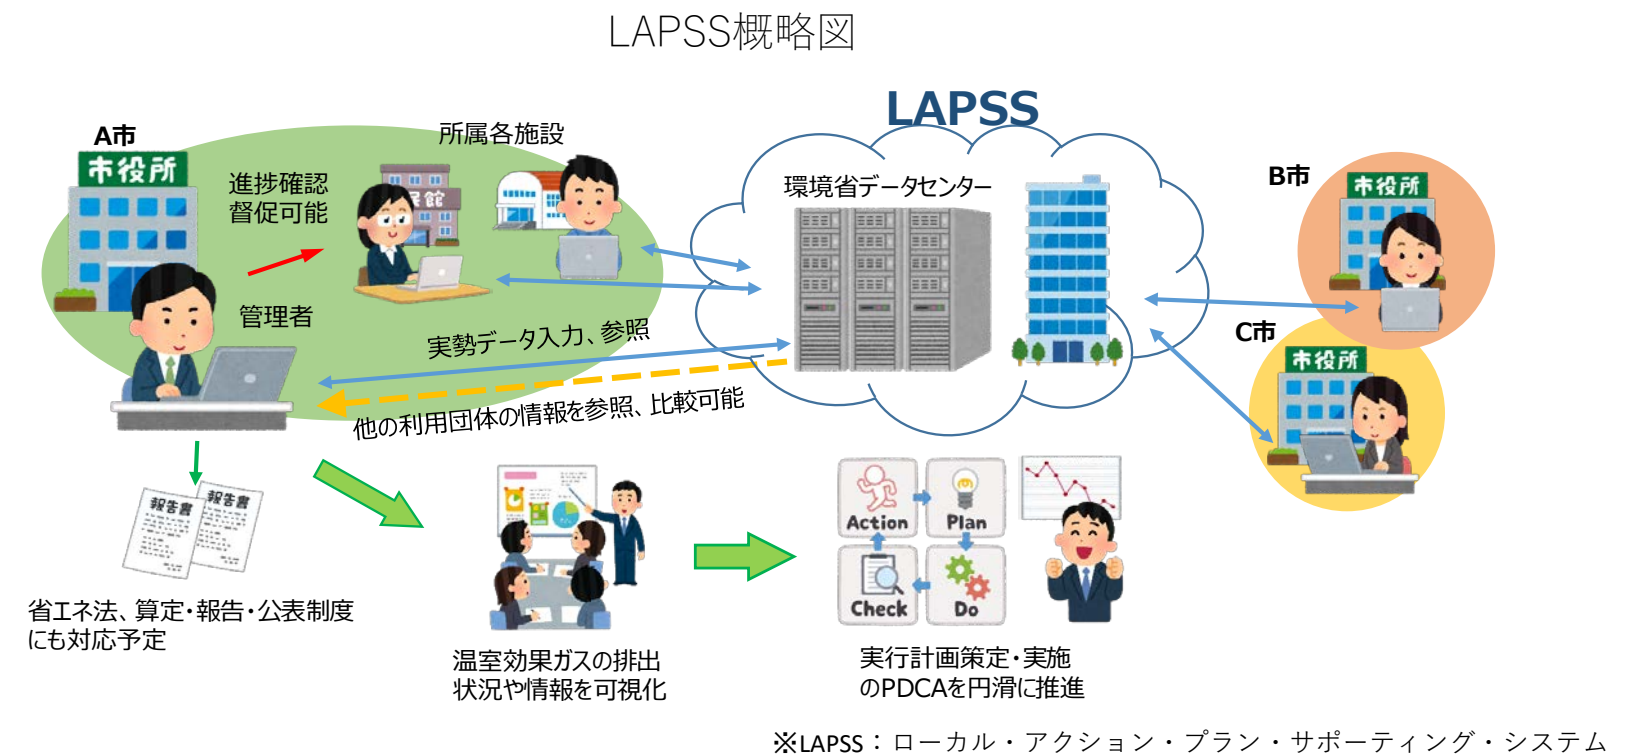 LAPSS概略図
LAPSS
A市
所属各施設
市役所
進捗確認
督促可能
館
管理者
環境省データセンター
B市
市役所
C市
市役所
実勢データ入力、参照
他の利用団体の情報を参照、比較可能
報告書
報告書
省エネ法、算定・報告・公表制度
にも対応予定
温室効果ガスの排出
状況や情報を可視化
Action
Plan
Check
Do
実行計画策定・実施
のPDCAを円滑に推進
※LAPSS：ローカル・アクション・プラン・サポーティング・システム